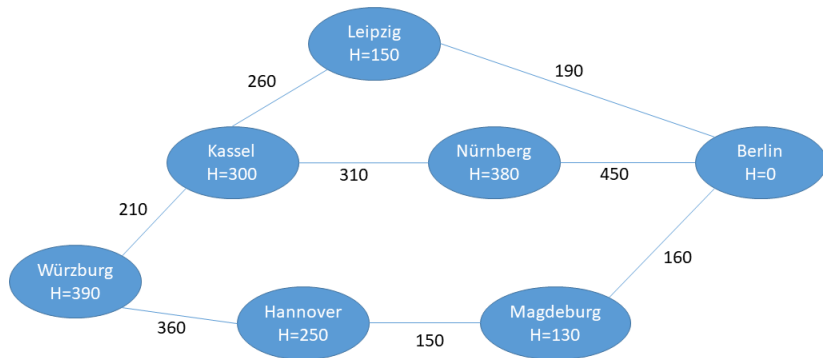 Leipzig
H=150
260
190
Kassel
H=300
310
Nürnberg
H=380
450
Berlin
H=0
210
160
Würzburg
H=390
360
Hannover
H=250
150
Magdeburg
H=130